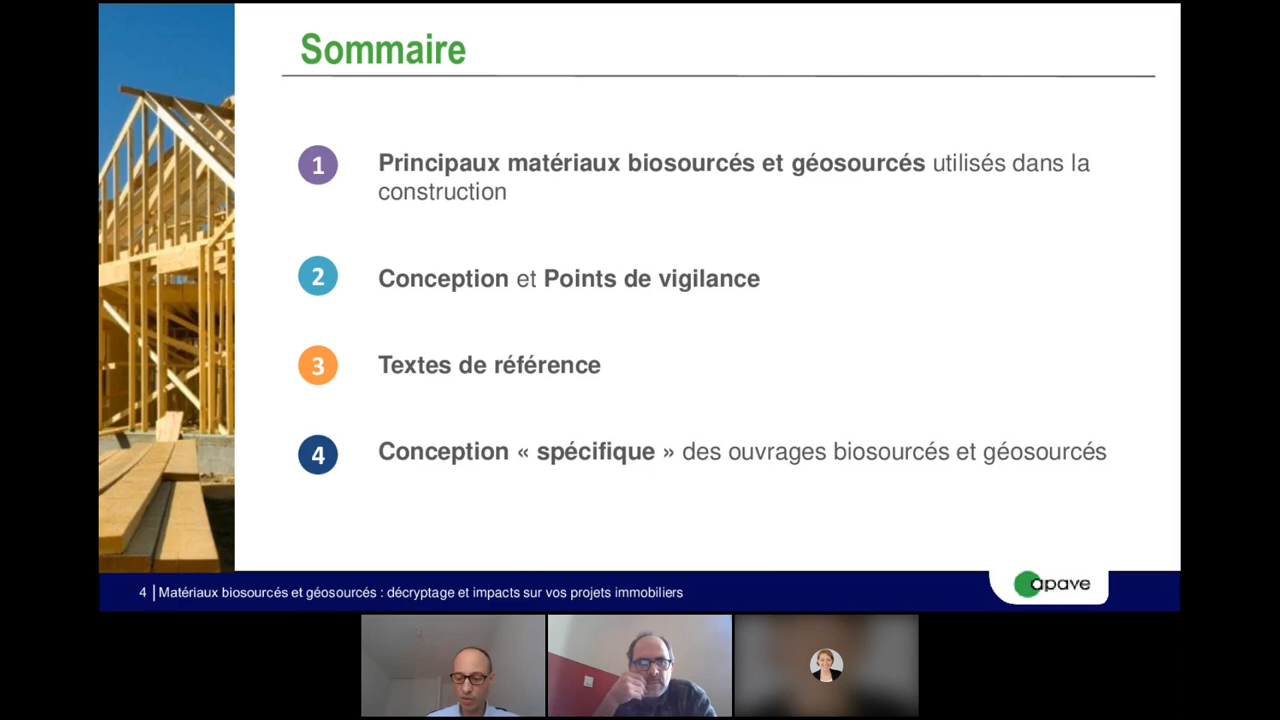 Sommaire
1 Principaux matériaux biosourcés et géosourcés utilisés dans la
construction
2 Conception et Points de vigilance
3 Textes de référence
4 Conception « spécifique » des ouvrages biosourcés et géosourcés
4 | Matériaux biosourcés et géosourcés : décryptage et impacts sur vos projets immobiliers
apave